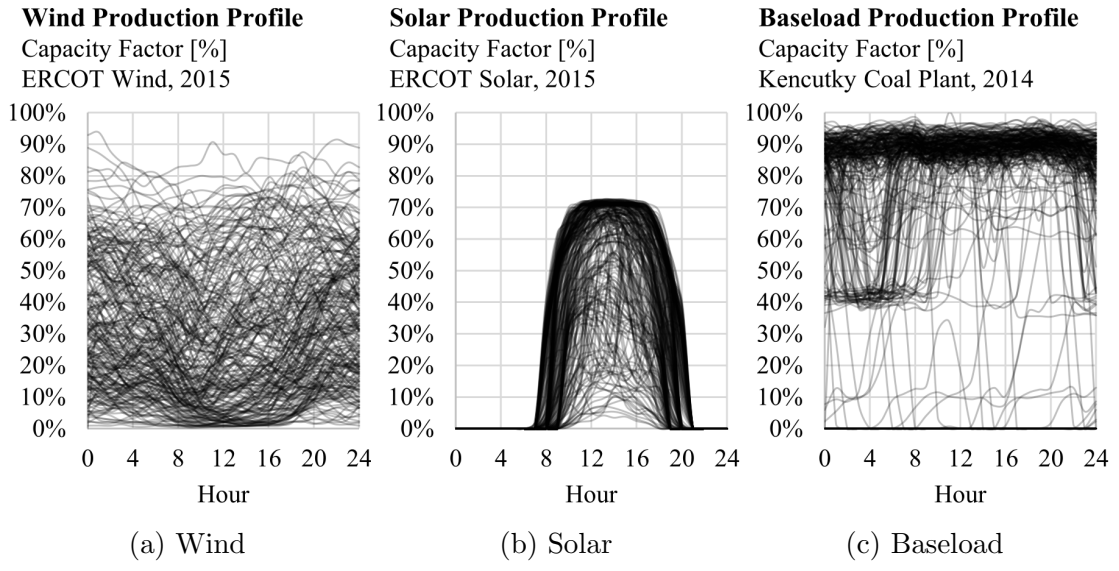 Wind Production Profile
Capacity Factor [%]
ERCOT Wind, 2015
100%
90%
80%
70%
60%
50%
40%
30%
20%
10%
0%
0 4 8 12 16 20 24
Hour
(a) Wind
Solar Production Profile
Capacity Factor [%]
ERCOT Solar, 2015
100%
90%
80%
70%
60%
50%
40%
30%
20%
10%
0%
0 4 8 12 16 20 24
Hour
(b) Solar
Baseload Production Profile
Capacity Factor [%]
Kencutky Coal Plant, 2014
100%
90%
80%
70%
60%
50%
40%
30%
20%
10%
0%
0 4 8 12 16 20 24
Hour
(c) Baseload